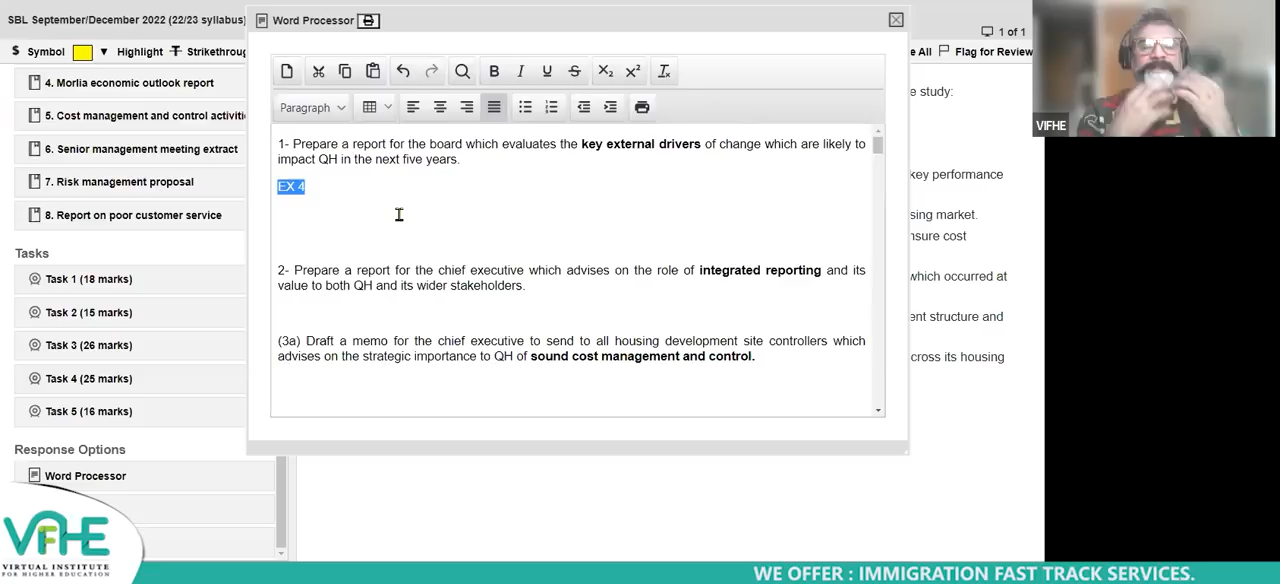 SBL September/December 2022 (22/23 syllabus)
Word Processor
1 of 1
$ Symbol
Highlight
Strikethroug
e All
Flag for Review
4. Morlia economic outlook report
5. Cost management and control activiti
6. Senior management meeting extract
7. Risk management proposal
8. Report on poor customer service
Tasks
Task 1 (18 marks)
Task 2 (15 marks)
Task 3 (26 marks)
Task 4 (25 marks)
Task 5 (16 marks)
Response Options
Word Processor
Paragraph
1- Prepare a report for the board which evaluates the key external drivers of change which are likely to
impact QH in the next five years.
EX 4
2- Prepare a report for the chief executive which advises on the role of integrated reporting and its
value to both QH and its wider stakeholders.
(3a) Draft a memo for the chief executive to send to all housing development site controllers which
advises on the strategic importance to QH of sound cost management and control.
e study:
key performance
sing market.
nsure cost
which occurred at
ent structure and
cross its housing
VIFHE
VIFHE
VIRTUAL INSTITUTE
FOR HIGHER EDUCATION
WE OFFER : IMMIGRATION FAST TRACK SERVICES.